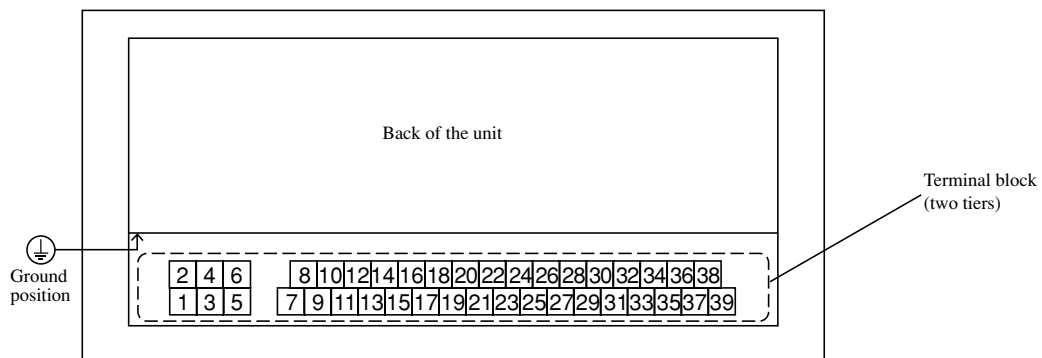 Back of the unit
Terminal block
(two tiers)
Ground
position
2 4 6 8 10 12 14 16 18 20 22 24 26 28 30 32 34 36 38
1 3 5 7 9 11 13 15 17 19 21 23 25 27 29 31 33 35 37 39